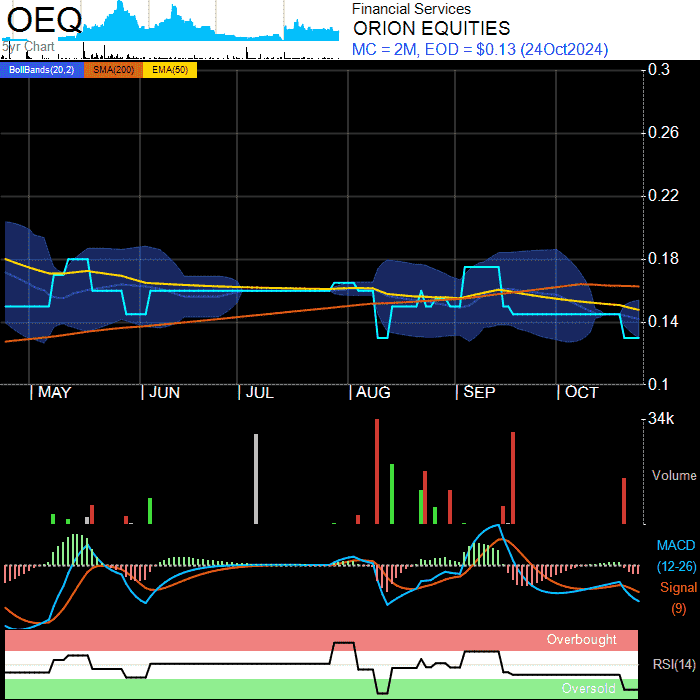 OEQ
Financial Services
ORION EQUITIES
5yr Chart
MC = 2M, EOD = $0.13 (24Oct2024)
BollBands(20,2) SMA(200) EMA(50)
0.3
0.26
0.22
0.18
0.14
0.1
MAY JUN JUL AUG SEP OCT
34k
Volume
MACD
(12-26)
Signal
(9)
Overbought
RSI(14)
Oversold